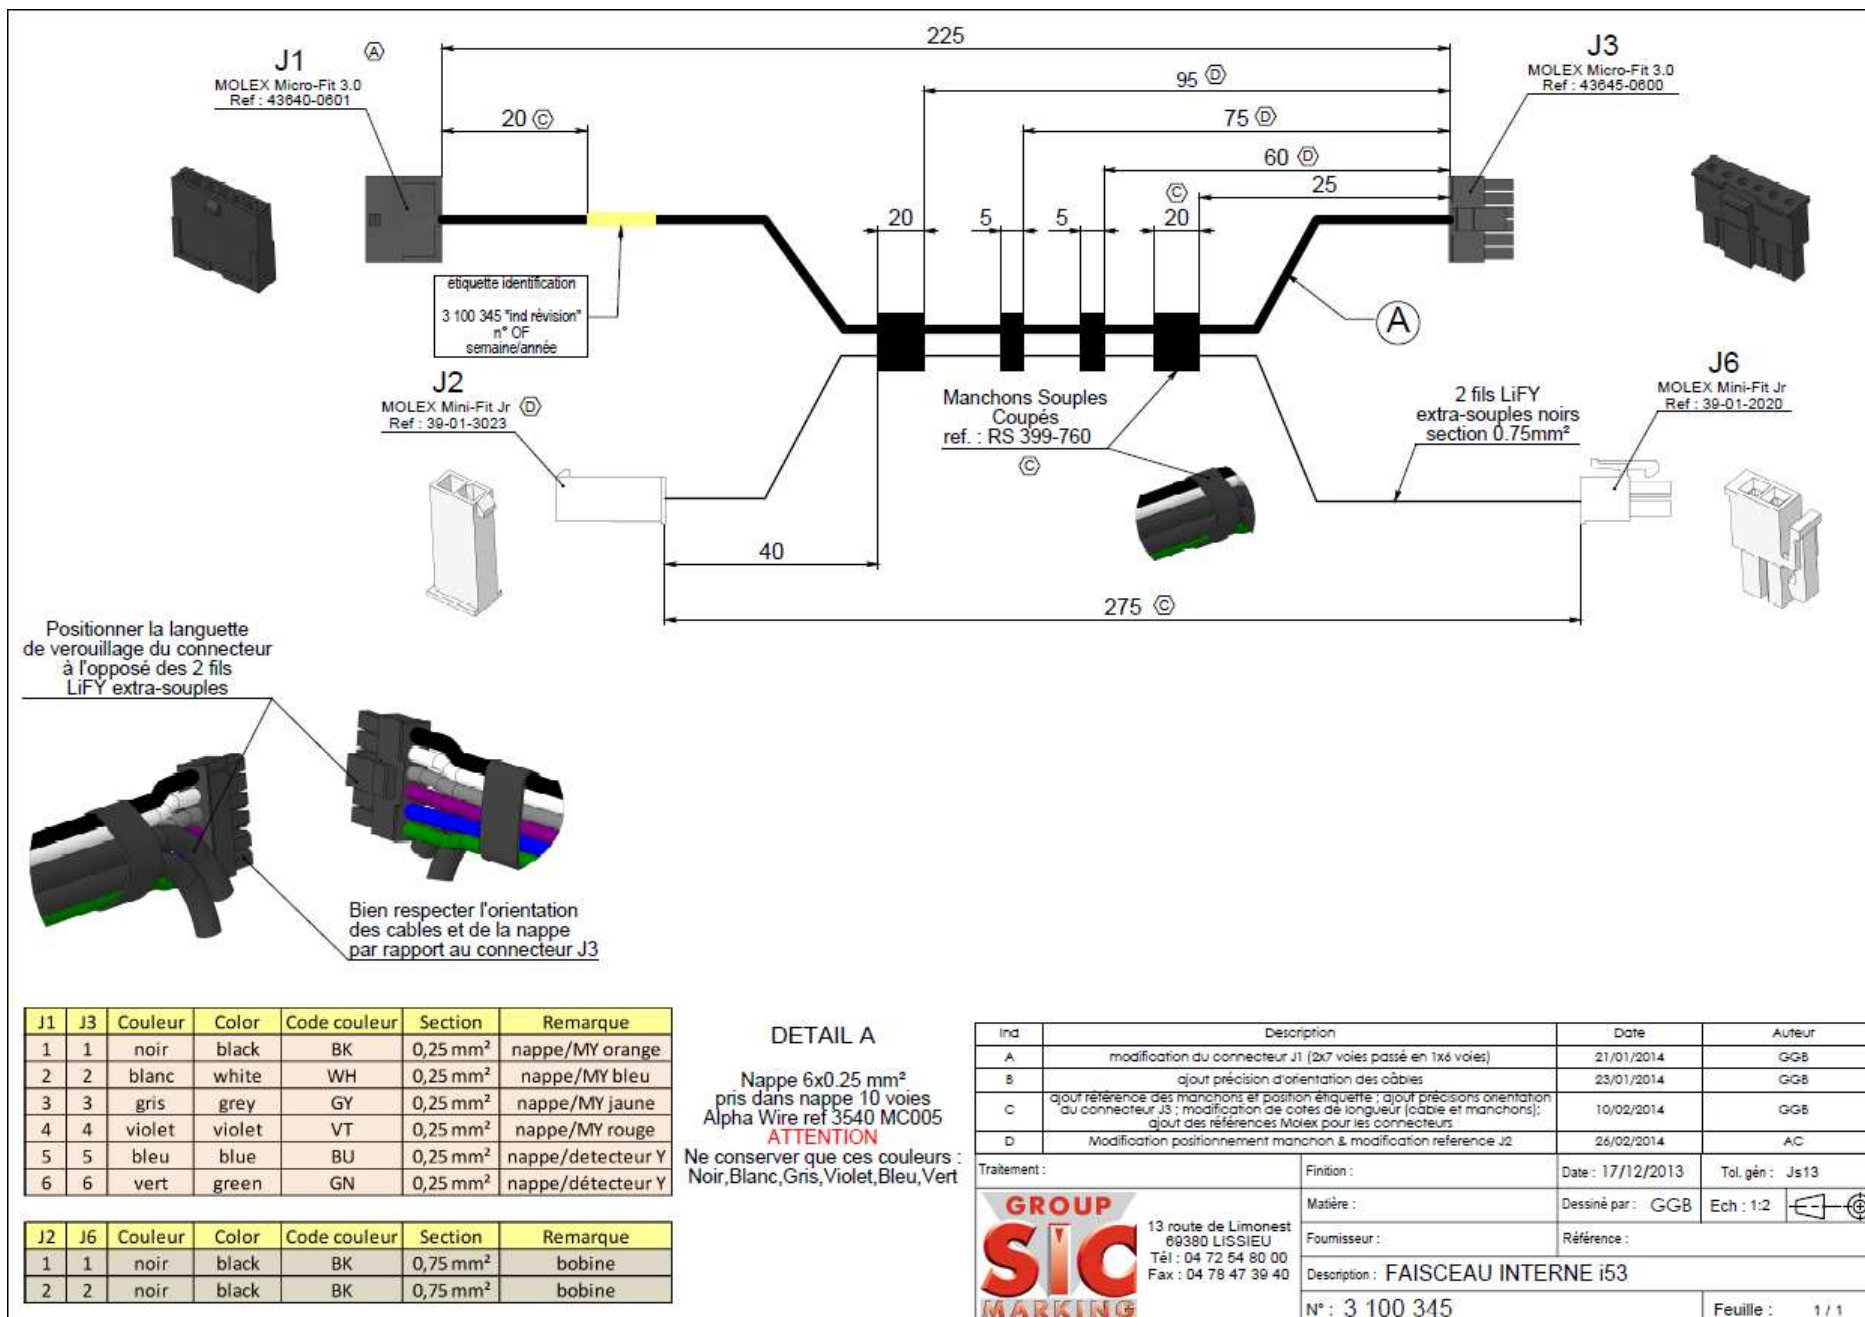 225
J1
A
MOLEX Micro-Fit 3.0
Ref : 43640-0601
J3
MOLEX Micro-Fit 3.0
Ref : 43645-0600
95 D
20 C
75 D
60 D
C
25
20
5
5
20
étiquette identification
3 100 345 "ind révision"
n° OF
semaine/année
A
J2
MOLEX Mini-Fit Jr D
Ref : 39-01-3023
Manchons Souples
Coupés
ref. : RS 399-760
C
2 fils LiFY
extra-souples noirs
section 0.75mm²
J6
MOLEX Mini-Fit Jr
Ref : 39-01-2020
40
275 C
Positionner la languette
de verouillage du connecteur
à l'opposé des 2 fils
LiFY extra-souples
Bien respecter l'orientation
des cables et de la nappe
par rapport au connecteur J3
J1 J3 Couleur Color Code couleur Section Remarque
1 1 noir black BK 0,25 mm² nappe/MY orange
2 2 blanc white WH 0,25 mm² nappe/MY bleu
3 3 gris grey GY 0,25 mm² nappe/MY jaune
4 4 violet violet VT 0,25 mm² nappe/MY rouge
5 5 bleu blue BU 0,25 mm² nappe/detecteur Y
6 6 vert green GN 0,25 mm² nappe/détecteur Y
J2 J6 Couleur Color Code couleur Section Remarque
1 1 noir black BK 0,75 mm² bobine
2 2 noir black BK 0,75 mm² bobine
DETAIL A
Nappe 6x0.25 mm²
pris dans nappe 10 voies
Alpha Wire ref 3540 MC005
ATTENTION
Ne conserver que ces couleurs :
Noir,Blanc,Gris,Violet,Bleu,Vert
Ind Description Date Auteur
A modification du connecteur J1 (2x7 voies passé en 1x6 voies) 21/01/2014 GGB
B ajout précision d'orientation des câbles 23/01/2014 GGB
C ajout référence des manchons et position étiquette ; ajout précisions orientation
du connecteur J3 ; modification de cotes de longueur (cable et manchons);
ajout des références Molex pour les connecteurs 10/02/2014 GGB
D Modification positionnement manchon & modification reference J2 26/02/2014 AC
Traitement :
Finition :
Date : 17/12/2013
Tol. gén : Js13
Matière :
Dessiné par : GGB
Ech : 1:2
Fournisseur :
Référence :
GROUP
SIC
MARKING
13 route de Limonest
69380 LISSIEU
Tél : 04 72 54 80 00
Fax : 04 78 47 39 40
Description : FAISCEAU INTERNE i53
N° : 3 100 345
Feuille : 1 / 1